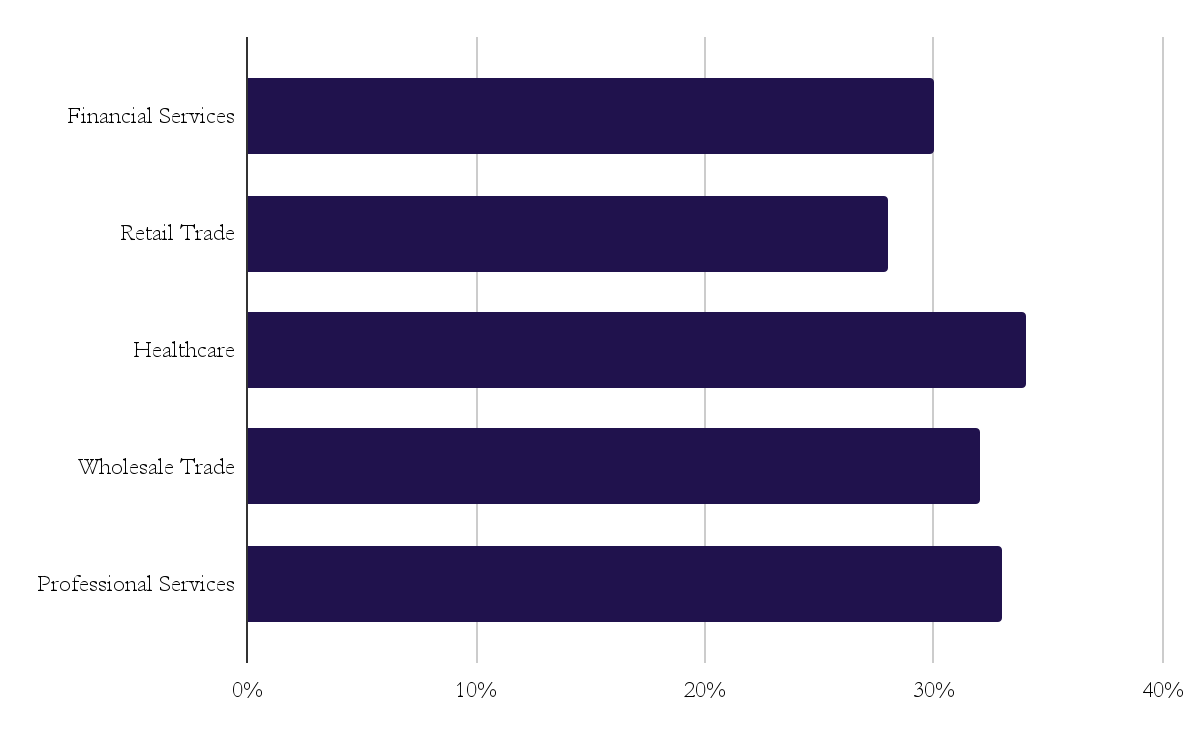 Financial Services
Retail Trade
Healthcare
Wholesale Trade
Professional Services
0% 10% 20% 30% 40%